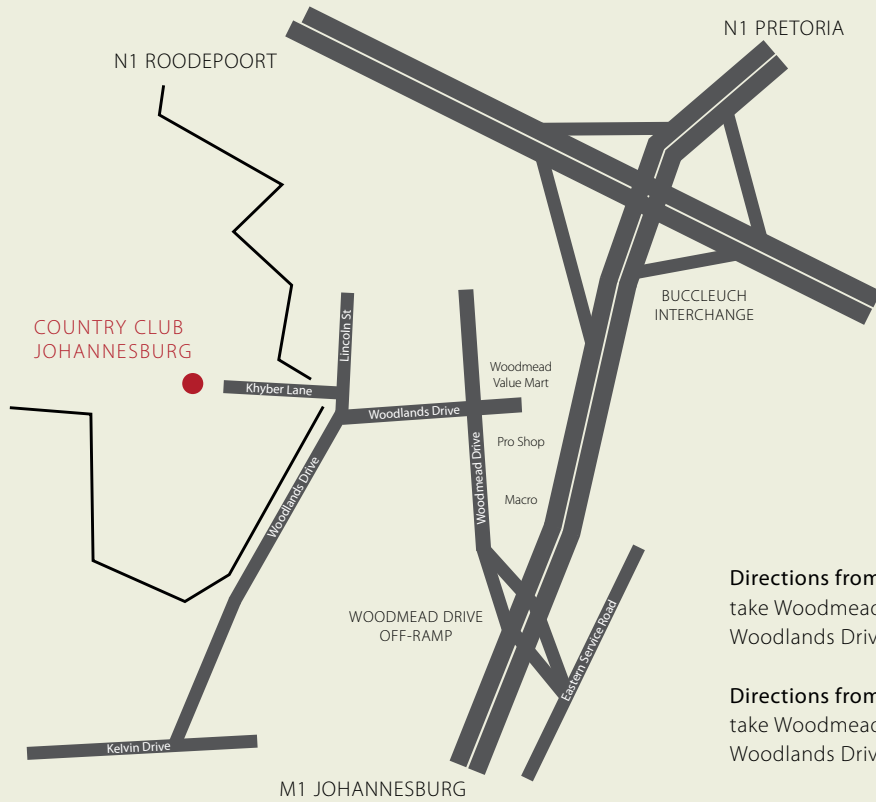 N1 PRETORIA
N1 ROODEPOORT
BUCCLEUCH
INTERCHANGE
COUNTRY CLUB
JOHANNESBURG
Lincoln St
Khyber Lane
Woodmead
Value Mart
Woodlands Drive
Pro Shop
Woodmead Drive
Woodlands Drive
Macro
WOODMEAD DRIVE
OFF-RAMP
Eastern Service Road
Kelvin Drive
M1 JOHANNESBURG
Directions from
take Woodmead
Woodlands Driv
Directions from
take Woodmead
Woodlands Driv